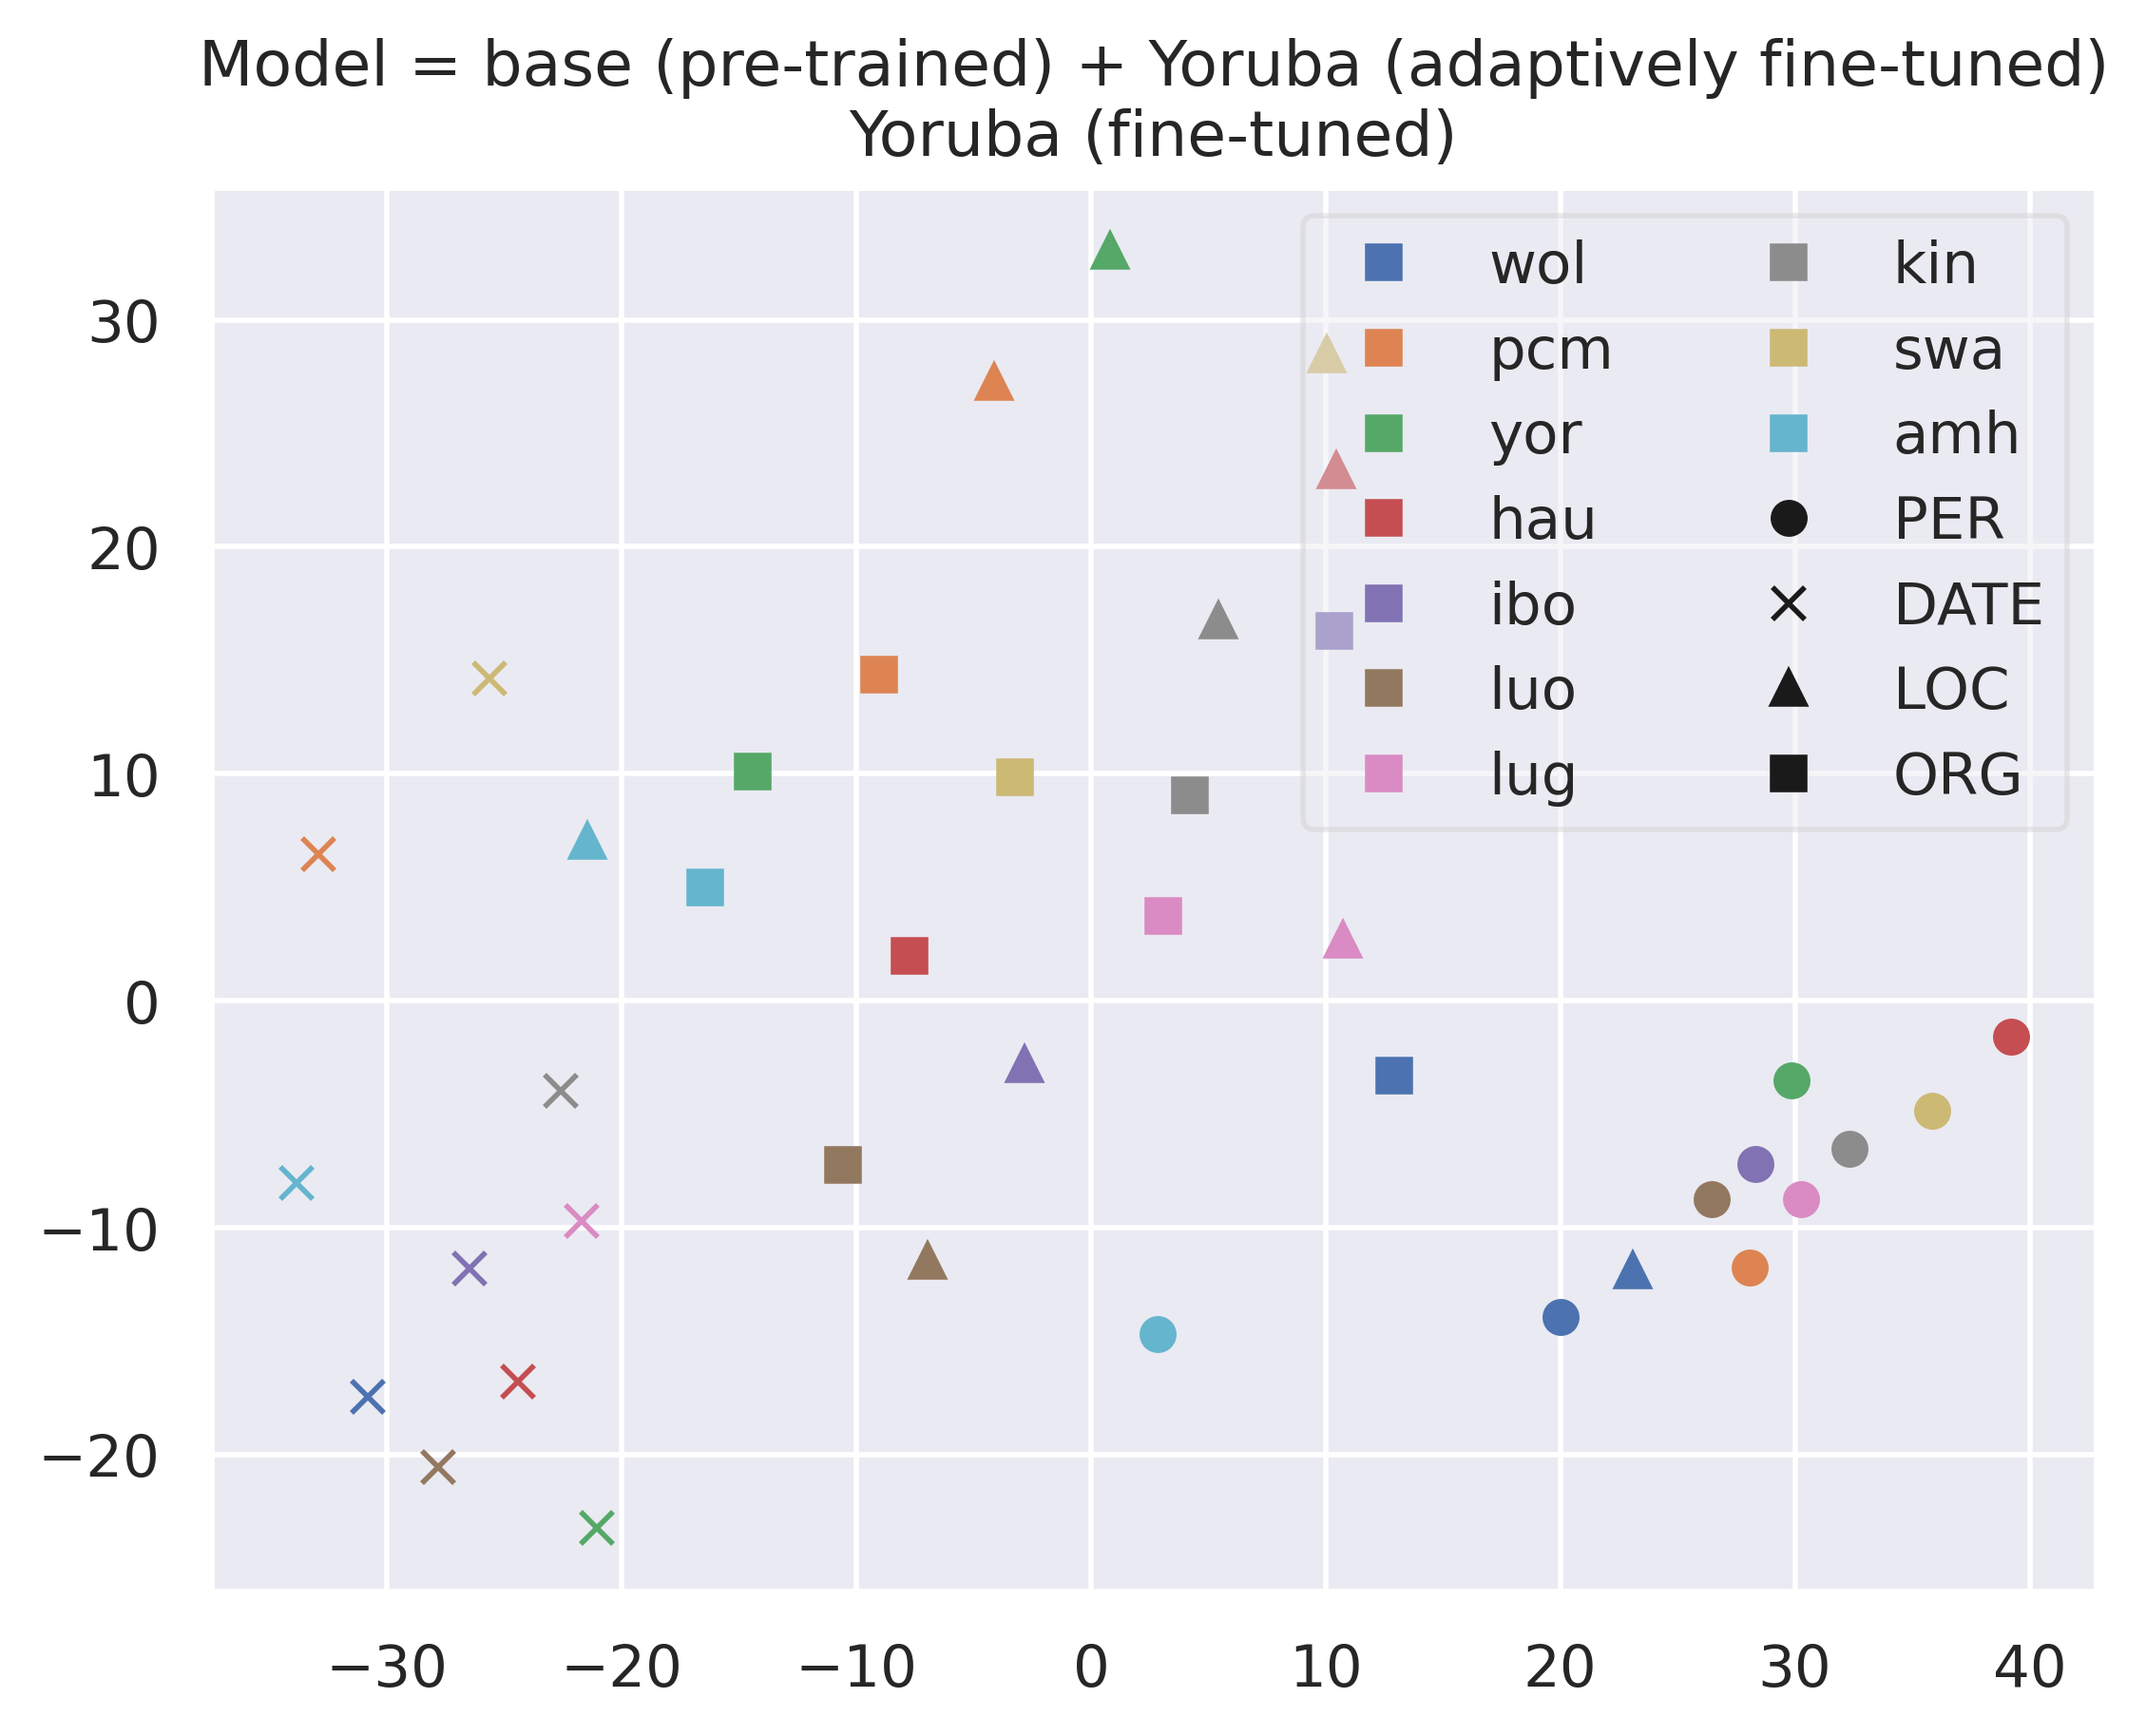 Model = base (pre-trained) + Yoruba (adaptively fine-tuned)
Yoruba (fine-tuned)
30
20
10
0
−10
−20
−30
−20
−10
0
10
20
30
40
wol
pcm
yor
hau
ibo
luo
lug
kin
swa
amh
PER
DATE
LOC
ORG